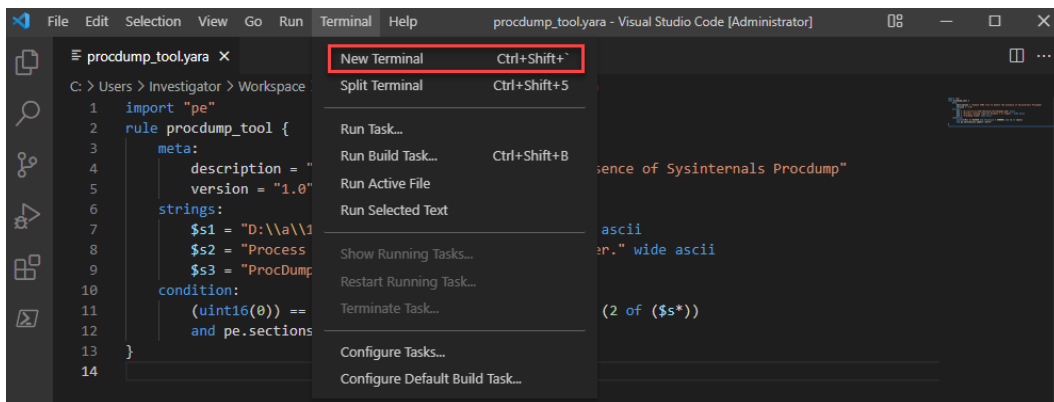 File Edit Selection View Go Run Terminal Help procdump_tool.yara - Visual Studio Code [Administrator]
procdump_tool.yara
C: > Users > Investigator > Workspace
New Terminal Ctrl+Shift+`
Split Terminal Ctrl+Shift+5
Run Task...
Run Build Task... Ctrl+Shift+B
Run Active File
Run Selected Text
Show Running Tasks...
Restart Running Task...
Terminate Task...
Configure Tasks...
Configure Default Build Task...
1 import "pe"
2 rule procdump_tool {
3 meta:
4 description = " sence of Sysinternals Procdump"
5 version = "1.0"
6 strings:
7 $s1 = "D:\\a\\1 ascii
8 $s2 = "Process er." wide ascii
9 $s3 = "ProcDump
10 condition:
11 (uint16(0)) == (2 of ($s*))
12 and pe.sections
13 }
14